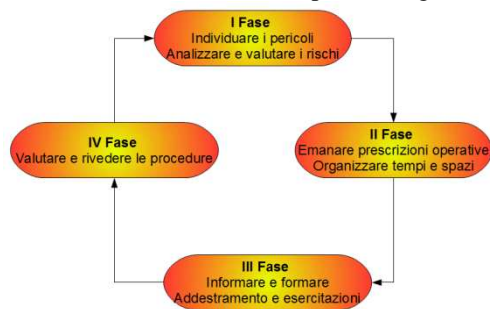 I Fase
Individuare i pericoli
Analizzare e valutare i rischi
II Fase
Emanare prescrizioni operative
Organizzare tempi e spazi
III Fase
Informare e formare
Addestramento e esercitazioni
IV Fase
Valutare e rivedere le procedure